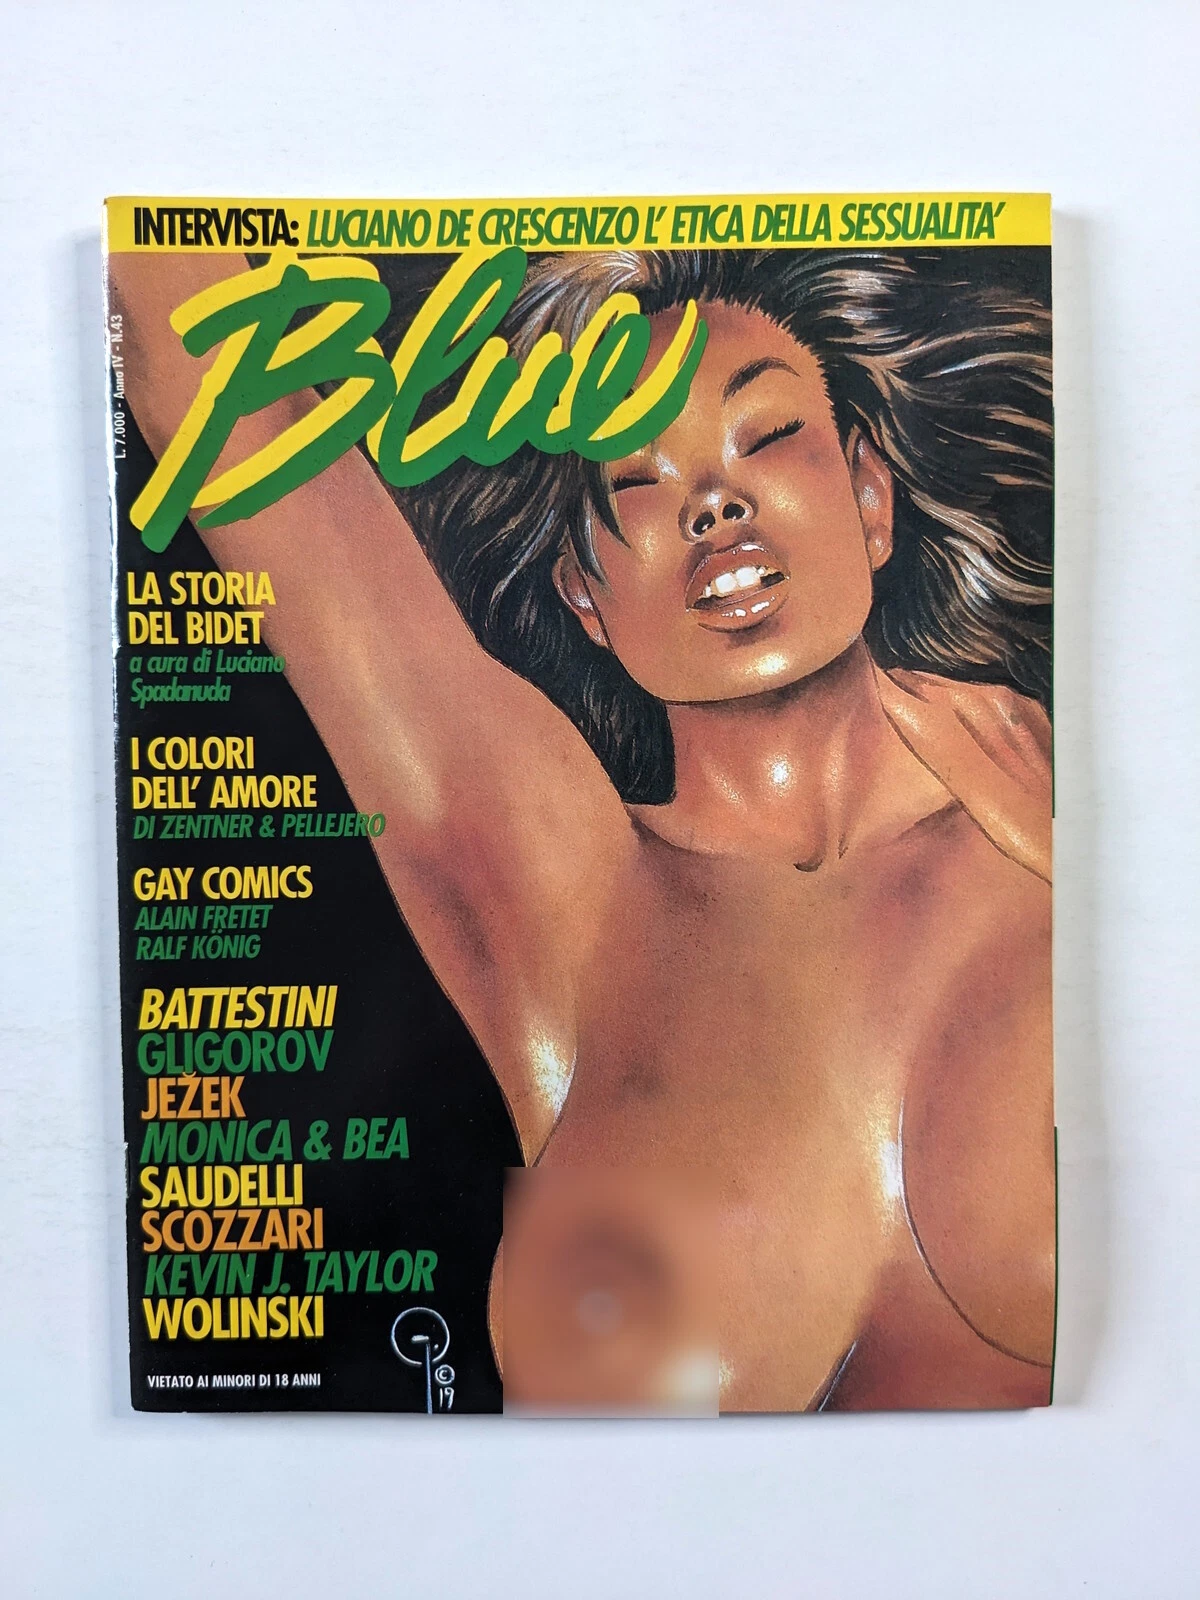 INTERVISTA: LUCIANO DE CRESCENZO L' ETICA DELLA SESSUALITA'
Blue
L. 7.000 - Anno IV - N.43
LA STORIA
DEL BIDET
a cura di Luciano
Spadanuda
I COLORI
DELL' AMORE
DI ZENTNER & PELLEJERO
GAY COMICS
ALAIN FRETET
RALF KÖNIG
BATTESTINI
GLIGOROV
JEŽEK
MONICA & BEA
SAUDELLI
SCOZZARI
KEVIN J. TAYLOR
WOLINSKI
VIETATO AI MINORI DI 18 ANNI
©
19